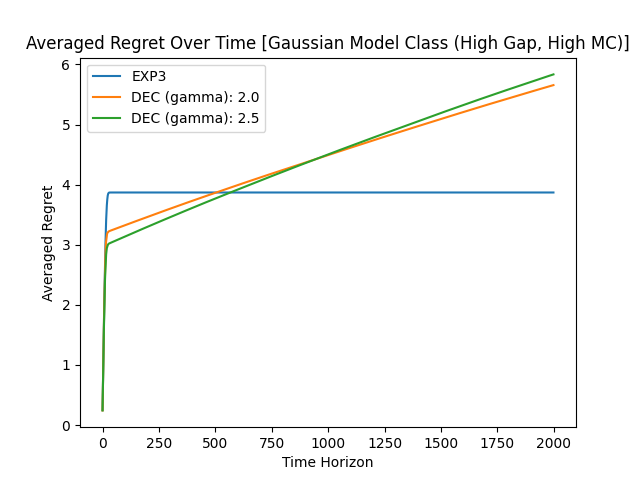 Averaged Regret Over Time [Gaussian Model Class (High Gap, High MC)]
EXP3
DEC (gamma): 2.0
DEC (gamma): 2.5
Averaged Regret
6
5
4
3
2
1
0
0 250 500 750 1000 1250 1500 1750 2000
Time Horizon